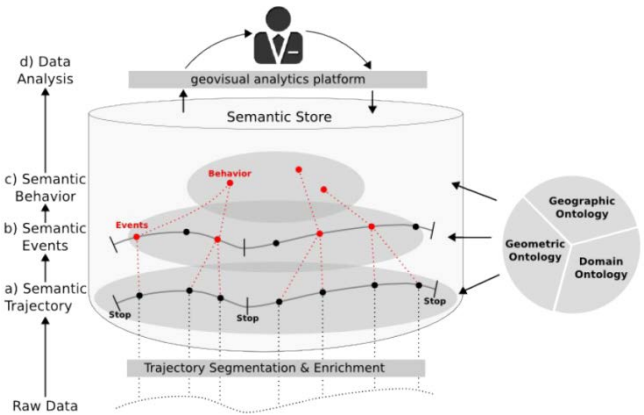 d) Data
Analysis
geovisual analytics platform
Semantic Store
c) Semantic
Behavior
Behavior
b) Semantic
Events
Events
a) Semantic
Trajectory
Stop
Stop
Stop
Geographic
Ontology
Geometric
Ontology
Domain
Ontology
Trajectory Segmentation & Enrichment
Raw Data